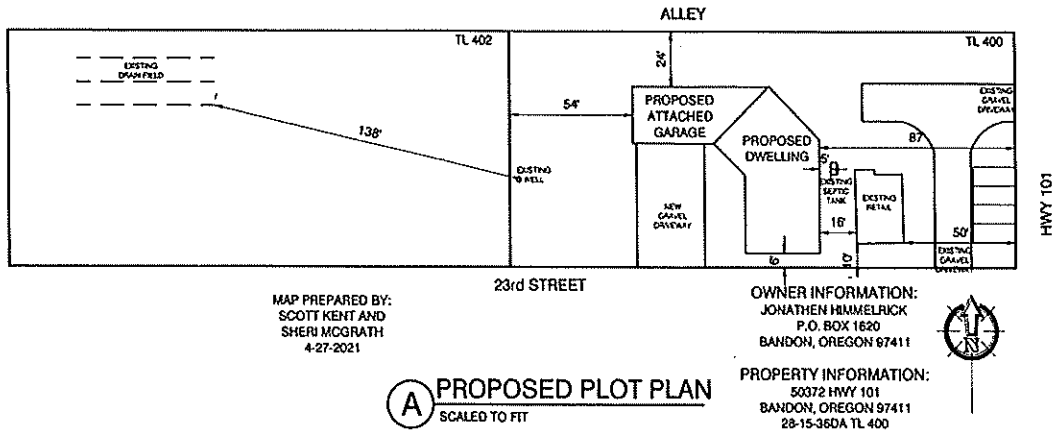 ALLEY
TL 402
TL 400
EXISTING
DRAIN FIELD
24'
EXISTING
GRAVEL
DRIVEWAY
PROPOSED
ATTACHED
GARAGE
54'
138'
PROPOSED
DWELLING
87'
5'
EXISTING
WELL
EXISTING
SEPTIC
TANK
EXISTING
RETAIL
HWY 101
NEW
GRAVEL
DRIVEWAY
16'
50'
6'
10'
EXISTING
GRAVEL
DRIVEWAY
23rd STREET
MAP PREPARED BY:
SCOTT KENT AND
SHERI MCGRATH
4-27-2021
OWNER INFORMATION:
JONATHEN HIMMELRICK
P.O. BOX 1620
BANDON, OREGON 97411
N
A
PROPOSED PLOT PLAN
SCALED TO FIT
PROPERTY INFORMATION:
50372 HWY 101
BANDON, OREGON 97411
28-15-36DA TL 400